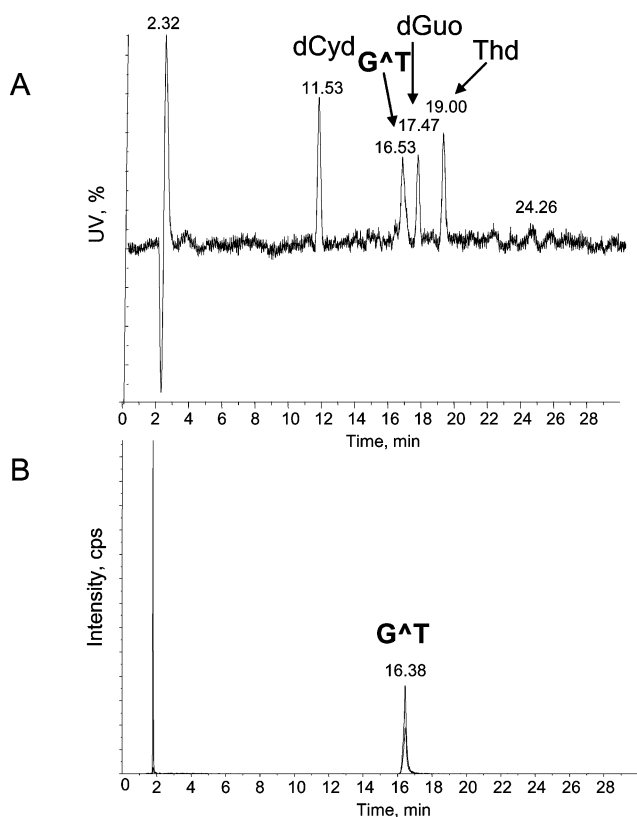 A
2.32
dCyd
11.53
G^T
dGuo
Thd
16.53
17.47
19.00
24.26
UV, %
0 2 4 6 8 10 12 14 16 18 20 22 24 26 28
Time, min
B
Intensity, cps
G^T
16.38
0 2 4 6 8 10 12 14 16 18 20 22 24 26 28
Time, min